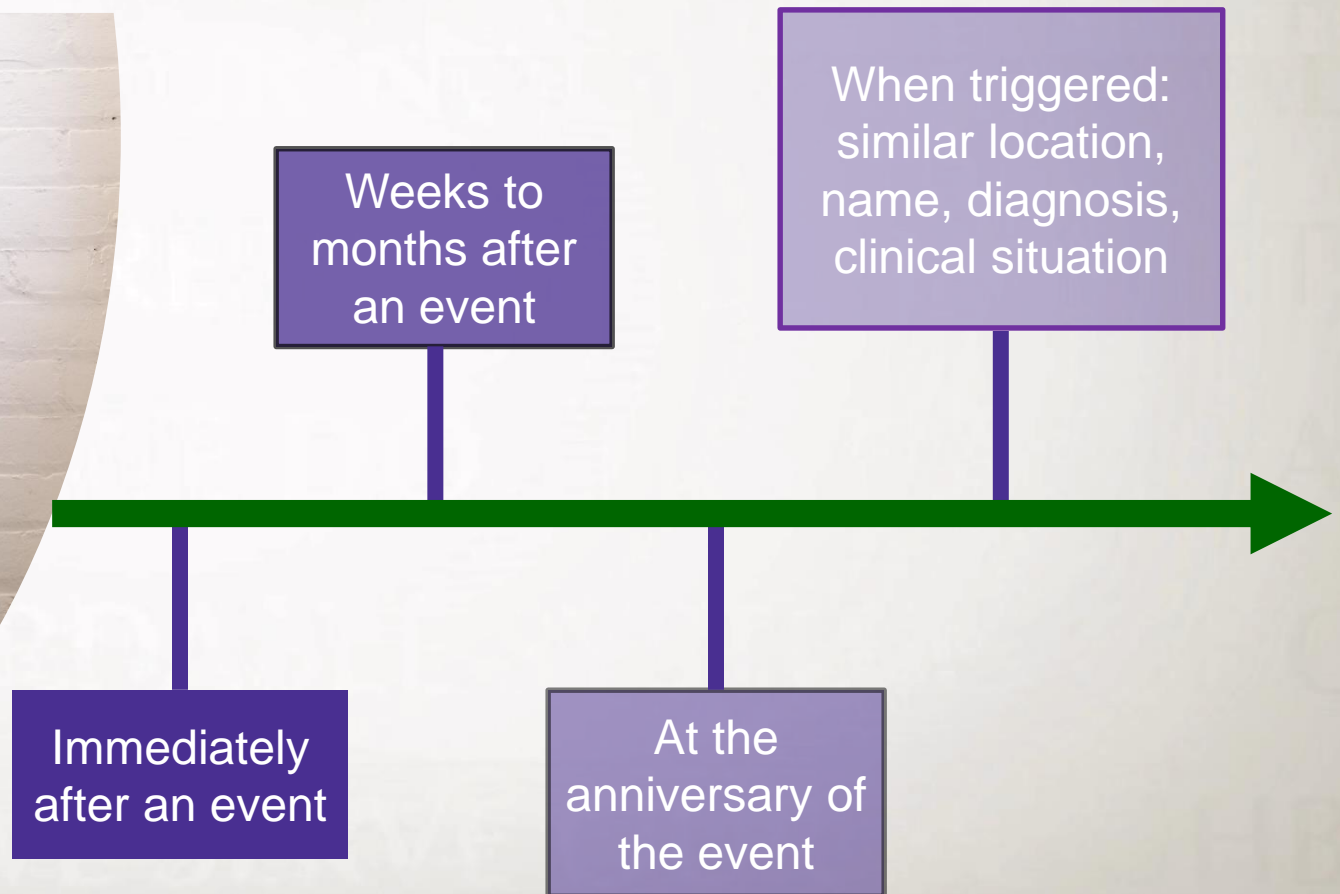 Immediately
after an event
Weeks to
months after
an event
At the
anniversary of
the event
When triggered:
similar location,
name, diagnosis,
clinical situation